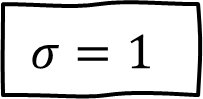 σ = 1